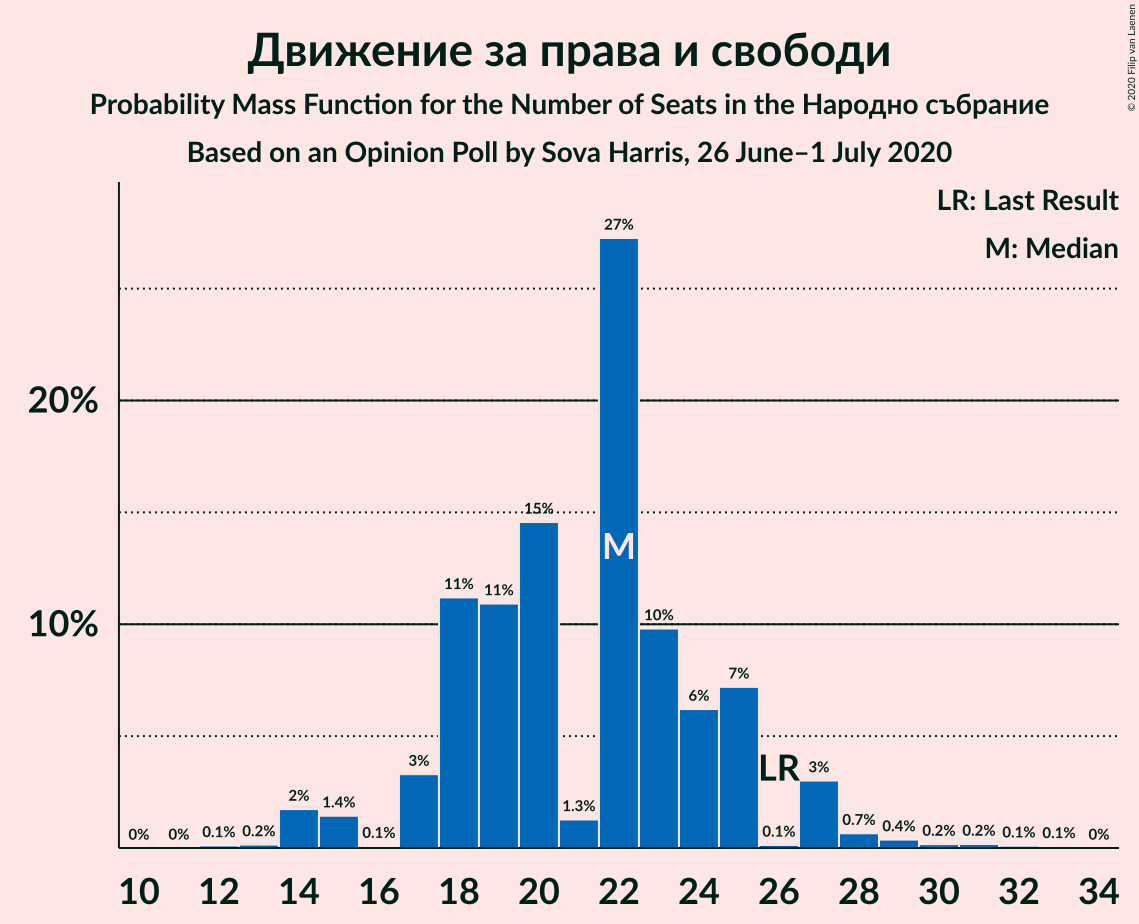 Движение за права и свободи
Probability Mass Function for the Number of Seats in the Народно събрание
Based on an Opinion Poll by Sova Harris, 26 June–1 July 2020
© 2020 Filip van Laenen
LR: Last Result
M: Median
27%
20%
15%
M
11%
11%
10%
10%
7%
6%
LR
3%
3%
2%
1.4%
1.3%
0.7%
0.4%
0% 0% 0.1% 0.2% 0.1% 0.1% 0.2% 0.2% 0.1% 0.1% 0%
10 12 14 16 18 20 22 24 26 28 30 32 34